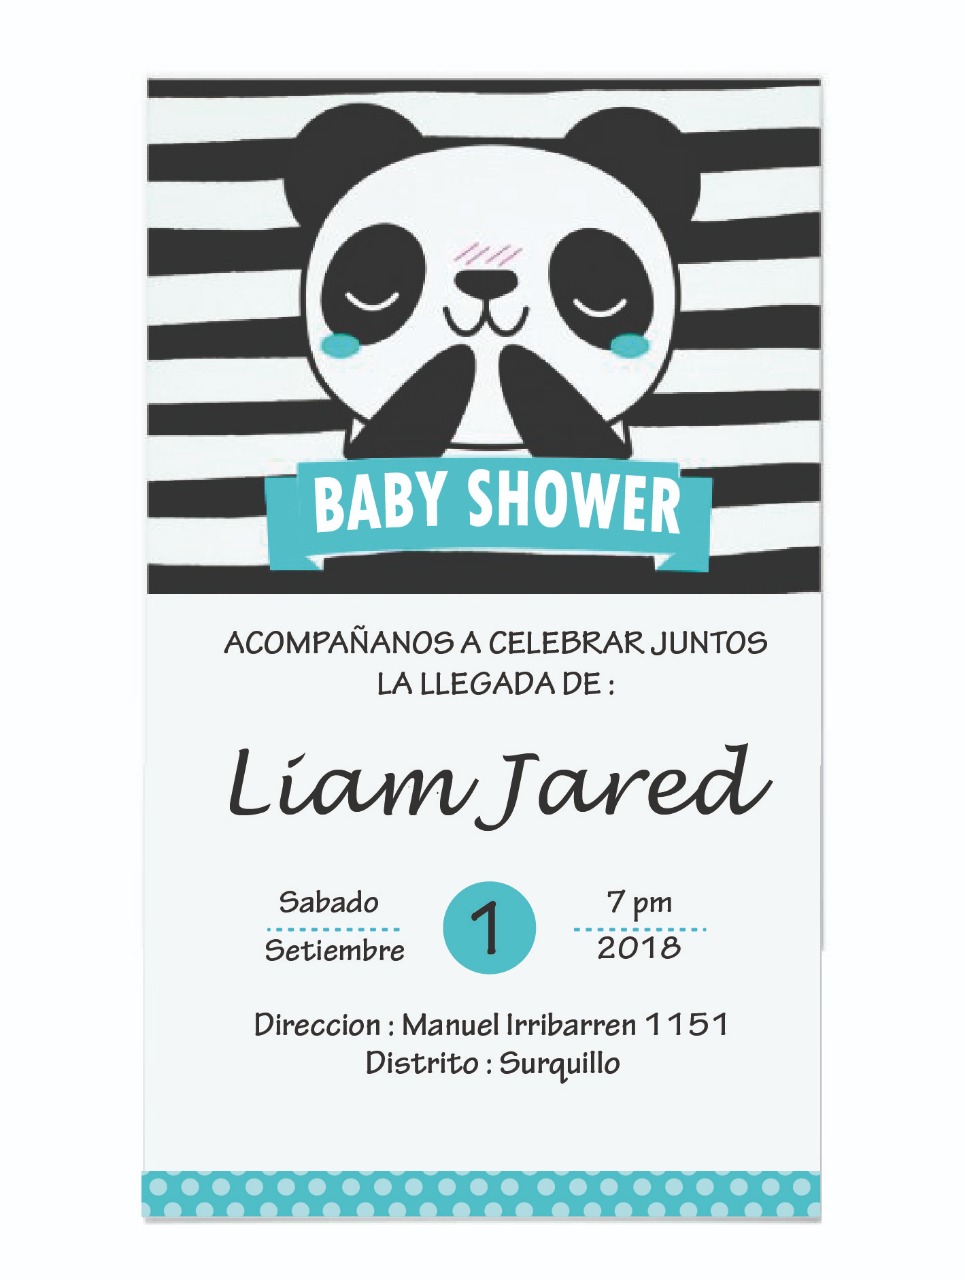 BABY SHOWER
ACOMPAÑANOS A CELEBRAR JUNTOS
LA LLEGADA DE :
Liam Jared
Sabado
Setiembre
1
7 pm
2018
Direccion : Manuel Irribarren 1151
Distrito : Surquillo